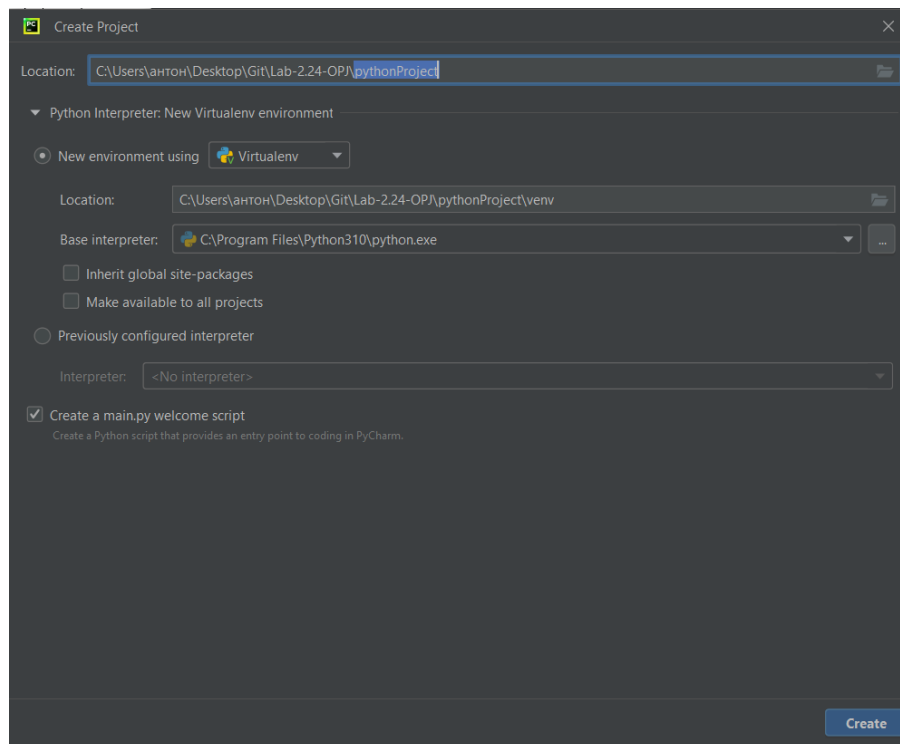 Create Project
Location: C:\Users\антон\Desktop\Git\Lab-2.24-OPJ\pythonProject
Python Interpreter: New Virtualenv environment
New environment using Virtualenv
Location: C:\Users\антон\Desktop\Git\Lab-2.24-OPJ\pythonProject\venv
Base interpreter: C:\Program Files\Python310\python.exe ...
Inherit global site-packages
Make available to all projects
Previously configured interpreter
Interpreter: <No interpreter>
Create a main.py welcome script
Create a Python script that provides an entry point to coding in PyCharm.
Create